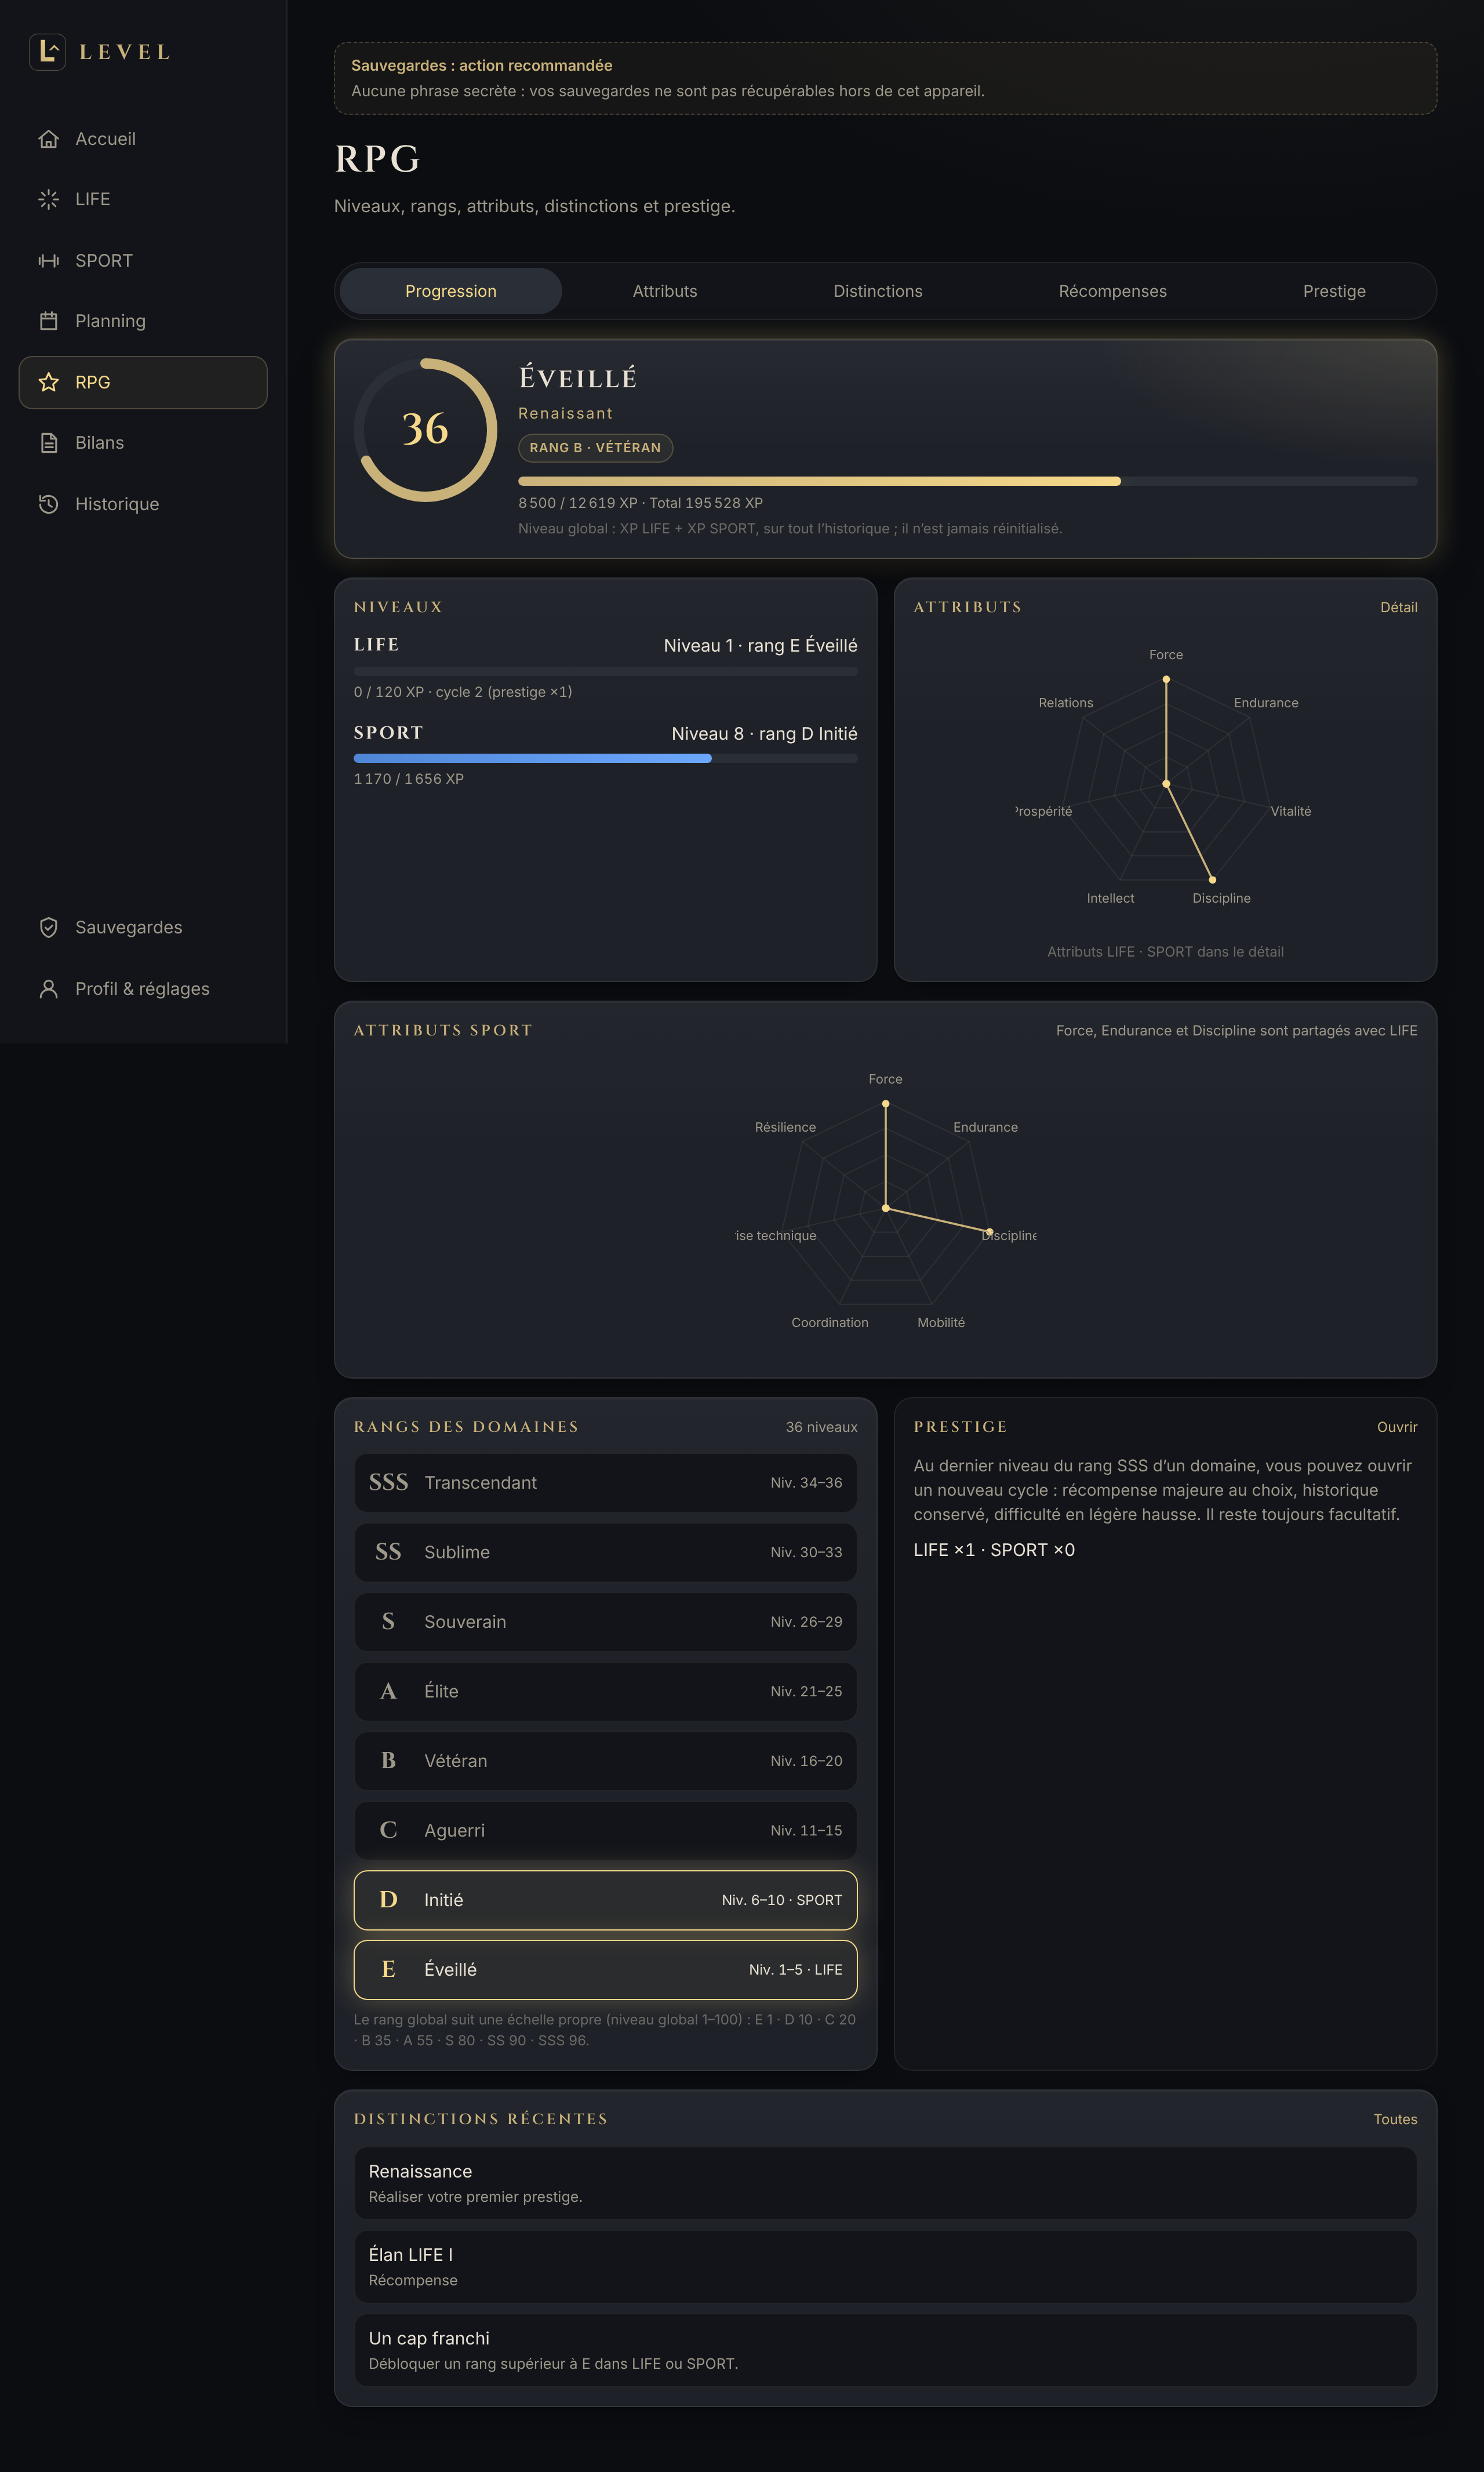 LEVEL
Accueil
LIFE
SPORT
Planning
RPG
Bilans
Historique
Sauvegardes
Profil & réglages
Sauvegardes : action recommandée
Aucune phrase secrète : vos sauvegardes ne sont pas récupérables hors de cet appareil.
RPG
Niveaux, rangs, attributs, distinctions et prestige.
Progression
Attributs
Distinctions
Récompenses
Prestige
36
ÉVEILLÉ
Renaissant
RANG B · VÉTÉRAN
8 500 / 12 619 XP · Total 195 528 XP
Niveau global : XP LIFE + XP SPORT, sur tout l’historique ; il n’est jamais réinitialisé.
NIVEAUX
LIFE
Niveau 1 · rang E Éveillé
0 / 120 XP · cycle 2 (prestige ×1)
SPORT
Niveau 8 · rang D Initié
1 170 / 1 656 XP
ATTRIBUTS
Détail
Force
Relations
Endurance
Prospérité
Vitalité
Intellect
Discipline
Attributs LIFE · SPORT dans le détail
ATTRIBUTS SPORT
Force, Endurance et Discipline sont partagés avec LIFE
Force
Résilience
Endurance
ise technique
Discipline
Coordination
Mobilité
RANGS DES DOMAINES
36 niveaux
SSS Transcendant Niv. 34–36
SS Sublime Niv. 30–33
S Souverain Niv. 26–29
A Élite Niv. 21–25
B Vétéran Niv. 16–20
C Aguerri Niv. 11–15
D Initié Niv. 6–10 · SPORT
E Éveillé Niv. 1–5 · LIFE
Le rang global suit une échelle propre (niveau global 1–100) : E 1 · D 10 · C 20
· B 35 · A 55 · S 80 · SS 90 · SSS 96.
PRESTIGE
Ouvrir
Au dernier niveau du rang SSS d’un domaine, vous pouvez ouvrir
un nouveau cycle : récompense majeure au choix, historique
conservé, difficulté en légère hausse. Il reste toujours facultatif.
LIFE ×1 · SPORT ×0
DISTINCTIONS RÉCENTES
Toutes
Renaissance
Réaliser votre premier prestige.
Élan LIFE I
Récompense
Un cap franchi
Débloquer un rang supérieur à E dans LIFE ou SPORT.